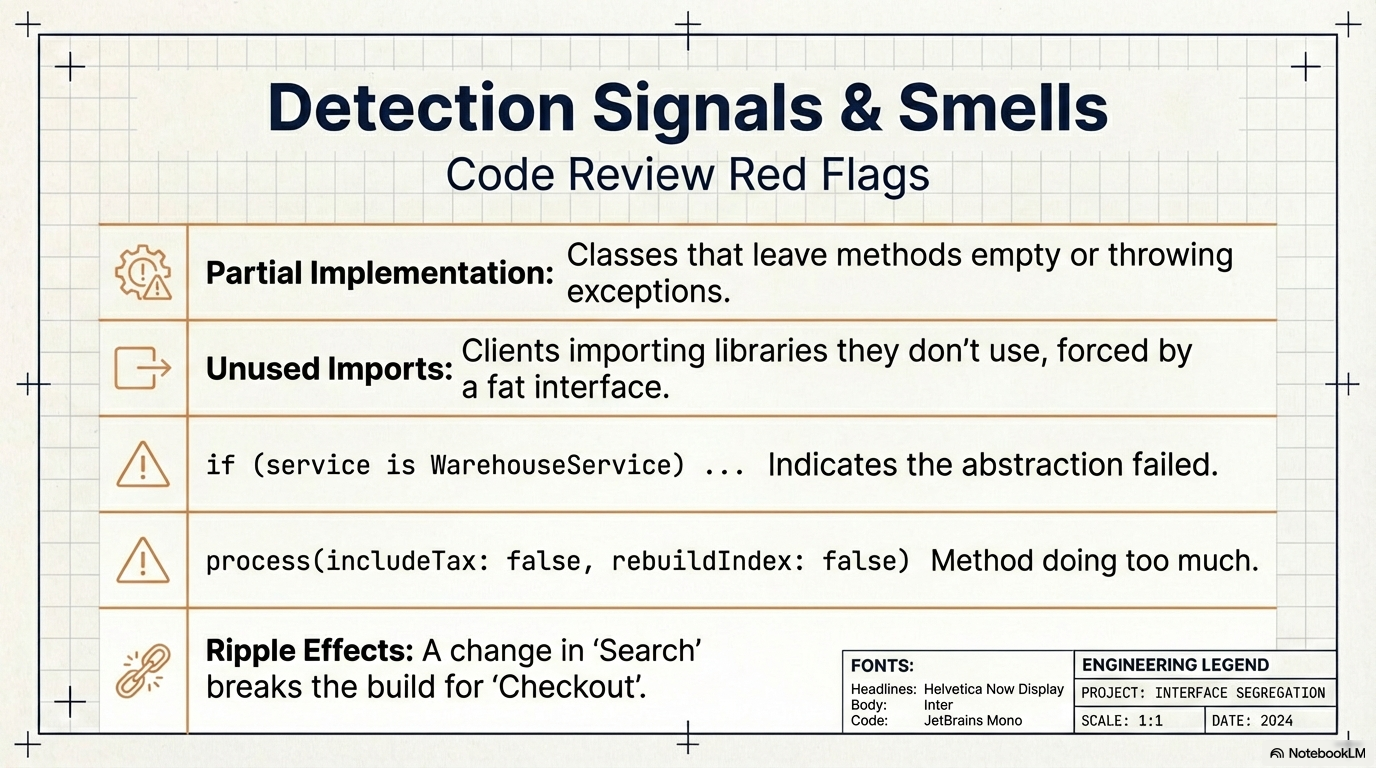 Detection Signals & Smells
Code Review Red Flags
Partial Implementation: Classes that leave methods empty or throwing
exceptions.
Unused Imports: Clients importing libraries they don’t use, forced by
a fat interface.
if (service is WarehouseService) ... Indicates the abstraction failed.
process(includeTax: false, rebuildIndex: false) Method doing too much.
Ripple Effects: A change in ‘Search’
breaks the build for ‘Checkout’.
FONTS:
Headlines: Helvetica Now Display
Body: Inter
Code: JetBrains Mono
ENGINEERING LEGEND
PROJECT: INTERFACE SEGREGATION
SCALE: 1:1 DATE: 2024
NotebookLM